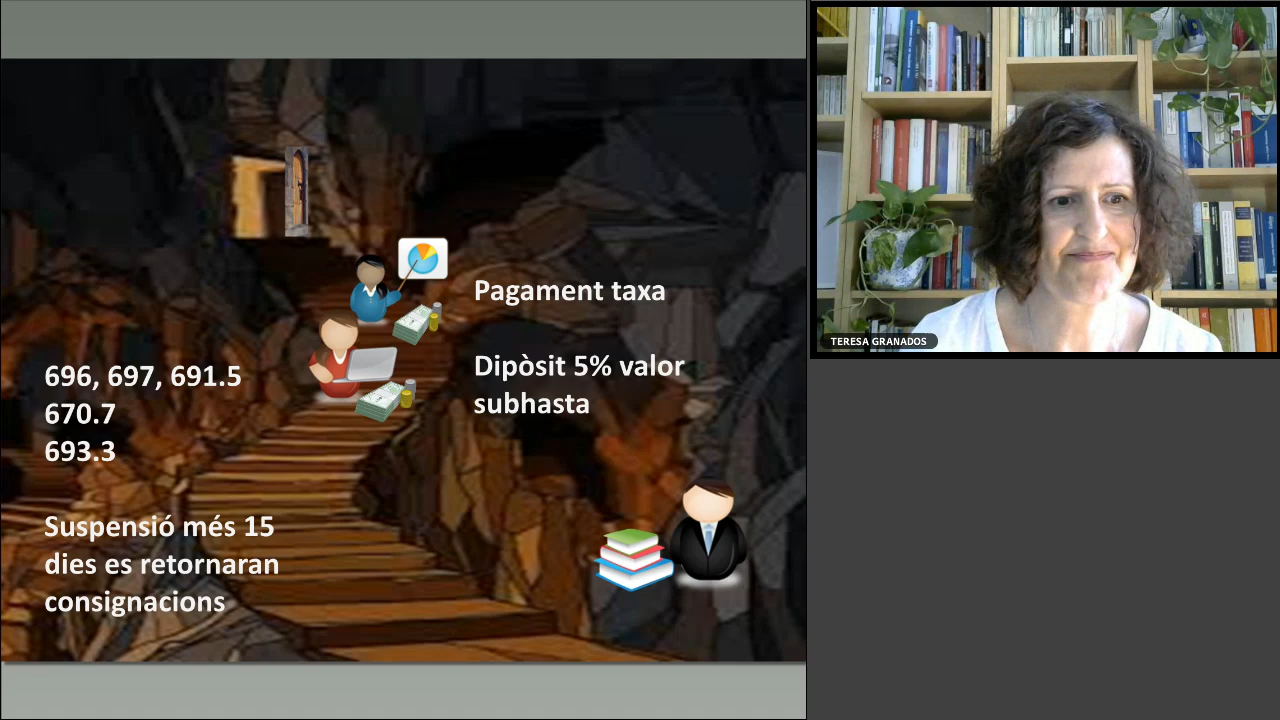 Pagament taxa
Dipòsit 5% valor
subhasta
696, 697, 691.5
670.7
693.3
Suspensió més 15
dies es retornaran
consignacions
TERESA GRANADOS